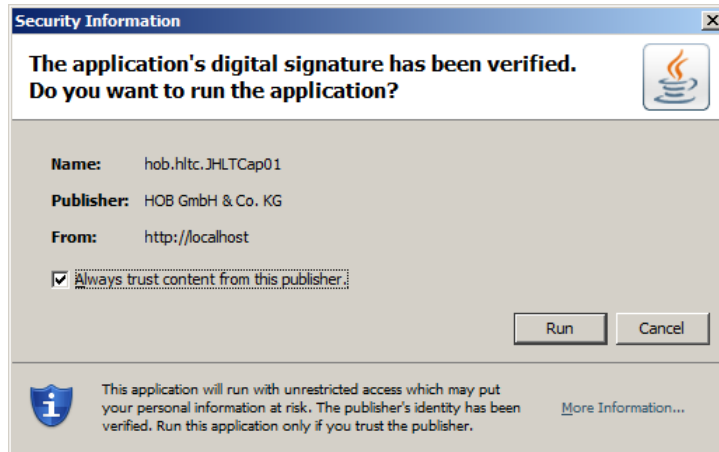 Security Information
The application's digital signature has been verified.
Do you want to run the application?
Name: hob.hltc.JHLTCap01
Publisher: HOB GmbH & Co. KG
From: http://localhost
Always trust content from this publisher.
Run Cancel
This application will run with unrestricted access which may put
your personal information at risk. The publisher's identity has been
verified. Run this application only if you trust the publisher.
More Information...